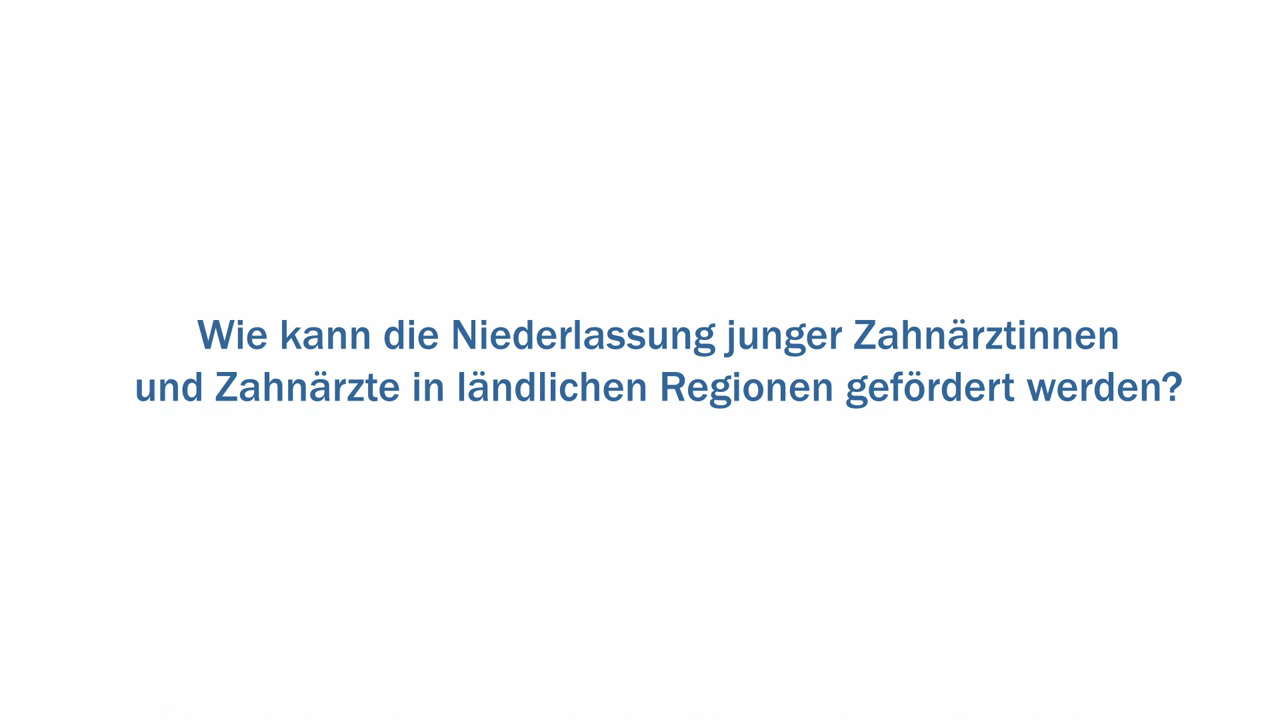 Wie kann die Niederlassung junger Zahnärztinnen
und Zahnärzte in ländlichen Regionen gefördert werden?